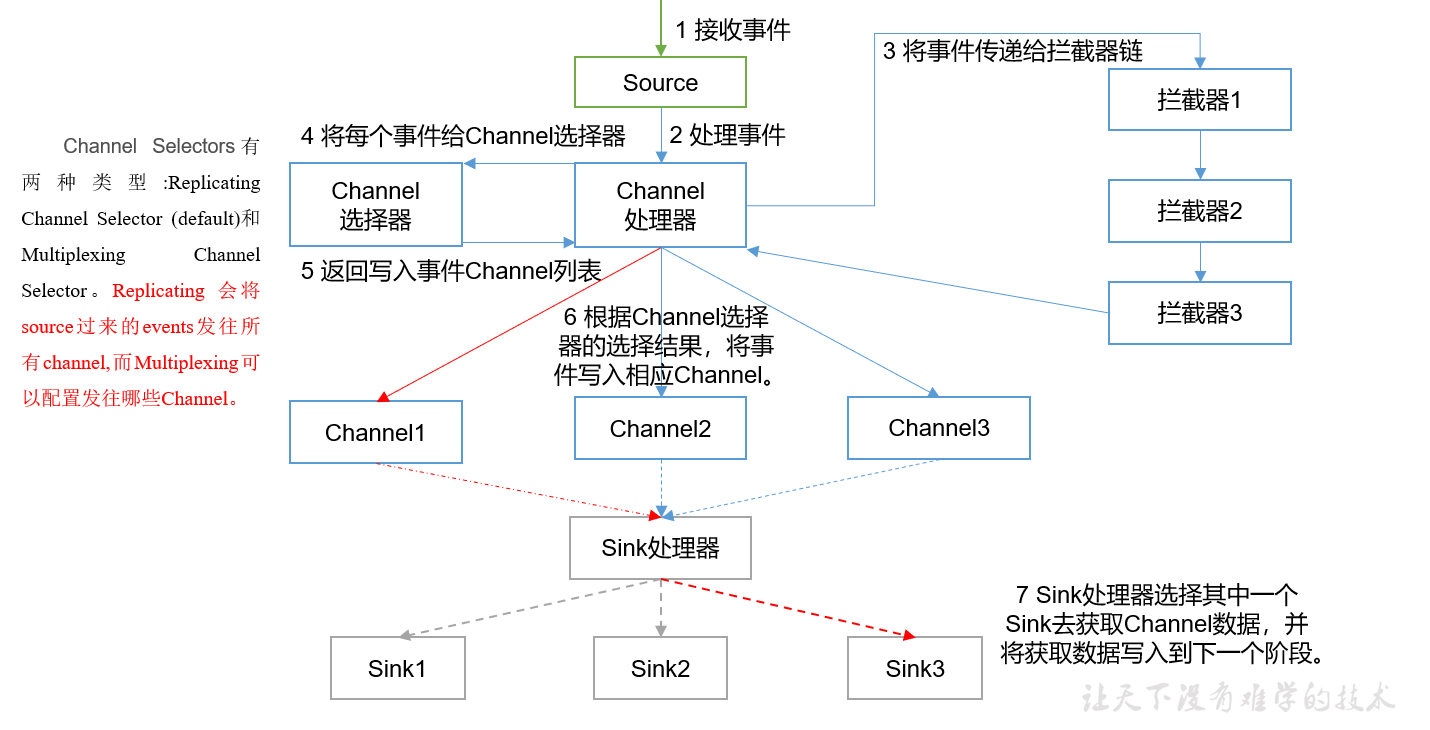 1 接收事件
Source
2 处理事件
3 将事件传递给拦截器链
拦截器1
拦截器2
拦截器3
4 将每个事件给Channel选择器
Channel
选择器
Channel
处理器
5 返回写入事件Channel列表
Channel Selectors有
两种类型:Replicating
Channel Selector (default)和
Multiplexing Channel
Selector。Replicating 会将
source过来的events发往所
有channel,而Multiplexing可
以配置发往哪些Channel。
6 根据Channel选择
器的选择结果，将事
件写入相应Channel。
Channel1
Channel2
Channel3
Sink处理器
Sink1
Sink2
Sink3
7 Sink处理器选择其中一个
Sink去获取Channel数据，并
将获取数据写入到下一个阶段。
让天下没有难学的技术